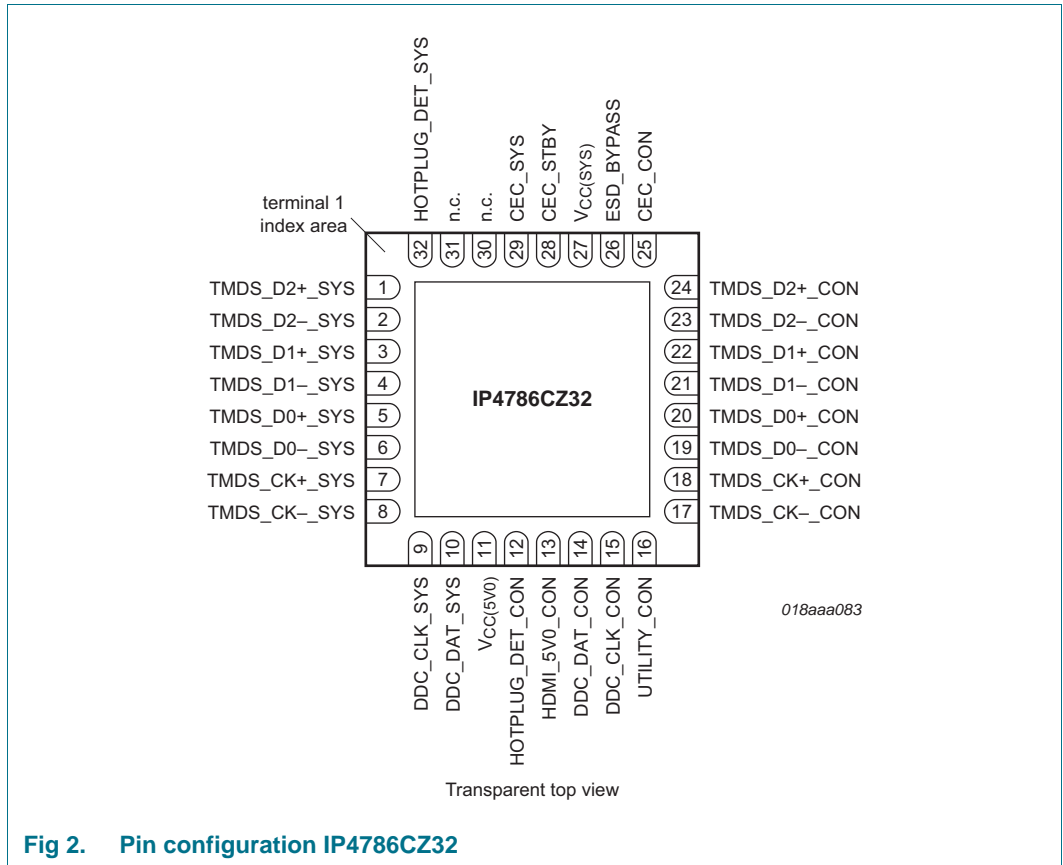 HOTPLUG_DET_SYS
n.c.
n.c.
CEC_SYS
CEC_STBY
VCC(SYS)
ESD_BYPASS
CEC_CON
terminal 1
index area
32 31 30 29 28 27 26 25
TMDS_D2+_SYS 1 24 TMDS_D2+_CON
TMDS_D2–_SYS 2 23 TMDS_D2–_CON
TMDS_D1+_SYS 3 22 TMDS_D1+_CON
TMDS_D1–_SYS 4 21 TMDS_D1–_CON
IP4786CZ32
TMDS_D0+_SYS 5 20 TMDS_D0+_CON
TMDS_D0–_SYS 6 19 TMDS_D0–_CON
TMDS_CK+_SYS 7 18 TMDS_CK+_CON
TMDS_CK–_SYS 8 17 TMDS_CK–_CON
9 10 11 12 13 14 15 16
DDC_CLK_SYS
DDC_DAT_SYS
VCC(5V0)
HOTPLUG_DET_CON
HDMI_5V0_CON
DDC_DAT_CON
DDC_CLK_CON
UTILITY_CON
018aaa083
Transparent top view
Fig 2. Pin configuration IP4786CZ32